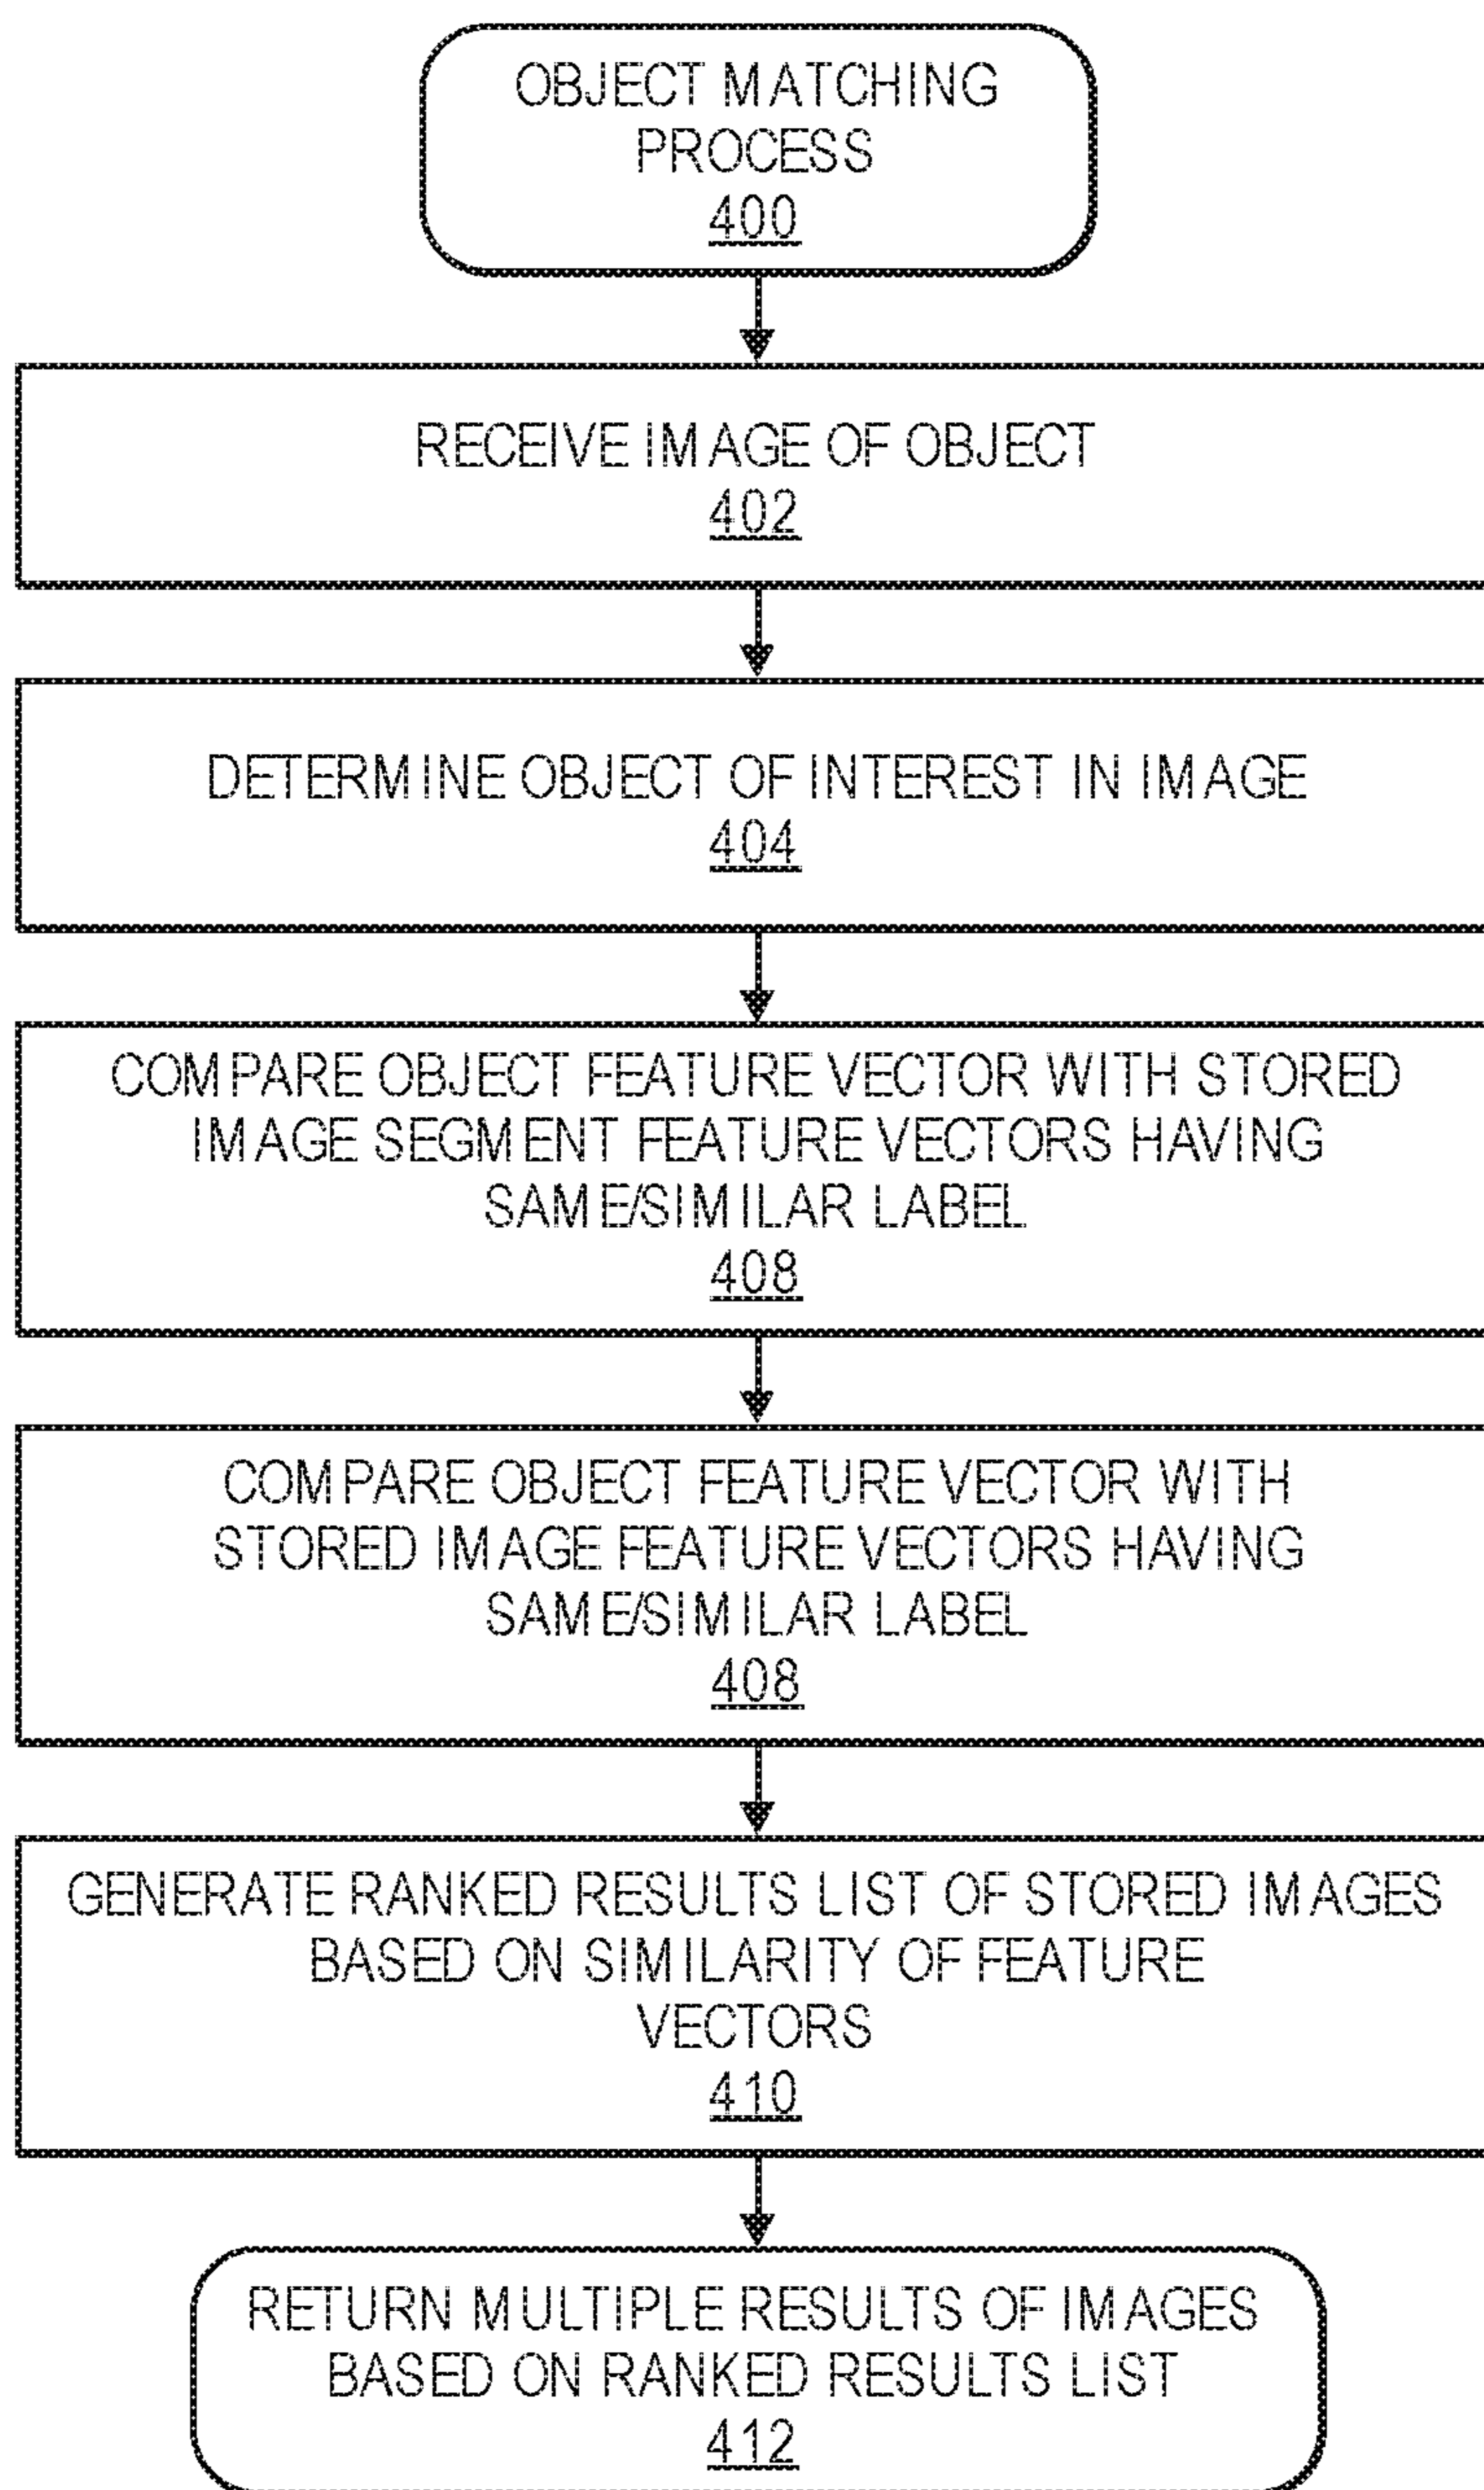 OBJECT MATCHING
PROCESS
400
RECEIVE IMAGE OF OBJECT
402
DETERMINE OBJECT OF INTEREST IN IMAGE
404
COMPARE OBJECT FEATURE VECTOR WITH STORED
IMAGE SEGMENT FEATURE VECTORS HAVING
SAME/SIMILAR LABEL
408
COMPARE OBJECT FEATURE VECTOR WITH
STORED IMAGE FEATURE VECTORS HAVING
SAME/SIMILAR LABEL
408
GENERATE RANKED RESULTS LIST OF STORED IMAGES
BASED ON SIMILARITY OF FEATURE
VECTORS
410
RETURN MULTIPLE RESULTS OF IMAGES
BASED ON RANKED RESULTS LIST
412